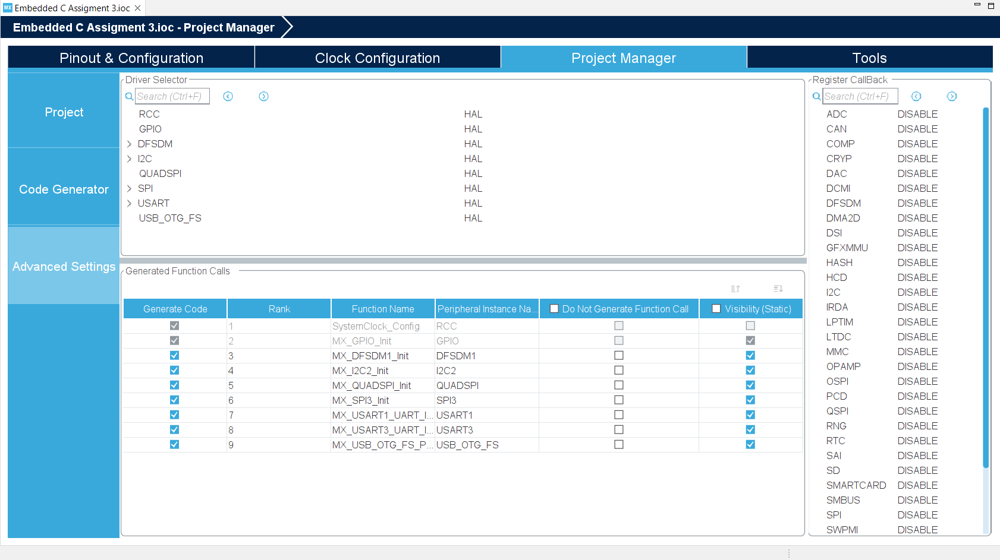 MX Embedded C Assigment 3.ioc
Embedded C Assigment 3.ioc - Project Manager
Pinout & Configuration
Clock Configuration
Project Manager
Tools
Project
Code Generator
Advanced Settings
Driver Selector
Search (Ctrl+F)
RCC HAL
GPIO HAL
DFSDM HAL
I2C HAL
QUADSPI HAL
SPI HAL
USART HAL
USB_OTG_FS HAL
Generated Function Calls
Generate Code Rank Function Name Peripheral Instance Na... Do Not Generate Function Call Visibility (Static)
1 SystemClock_Config RCC
2 MX_GPIO_Init GPIO
3 MX_DFSDM1_Init DFSDM1
4 MX_I2C2_Init I2C2
5 MX_QUADSPI_Init QUADSPI
6 MX_SPI3_Init SPI3
7 MX_USART1_UART_I... USART1
8 MX_USART3_UART_I... USART3
9 MX_USB_OTG_FS_P... USB_OTG_FS
Register CallBack
Search (Ctrl+F)
ADC DISABLE
CAN DISABLE
COMP DISABLE
CRYP DISABLE
DAC DISABLE
DCMI DISABLE
DFSDM DISABLE
DMA2D DISABLE
DSI DISABLE
GFXMMU DISABLE
HASH DISABLE
HCD DISABLE
I2C DISABLE
IRDA DISABLE
LPTIM DISABLE
LTDC DISABLE
MMC DISABLE
OPAMP DISABLE
OSPI DISABLE
PCD DISABLE
QSPI DISABLE
RNG DISABLE
RTC DISABLE
SAI DISABLE
SD DISABLE
SMARTCARD DISABLE
SMBUS DISABLE
SPI DISABLE
SWPMI DISABLE